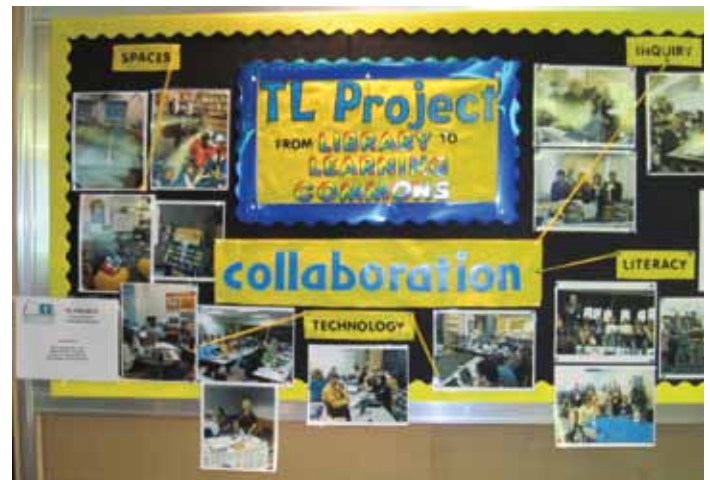 SPACES
INQUIRY
TL Project
FROM LIBRARY TO
LEARNING
COMMONS
collaboration
LITERACY
TECHNOLOGY
TL PROJECT